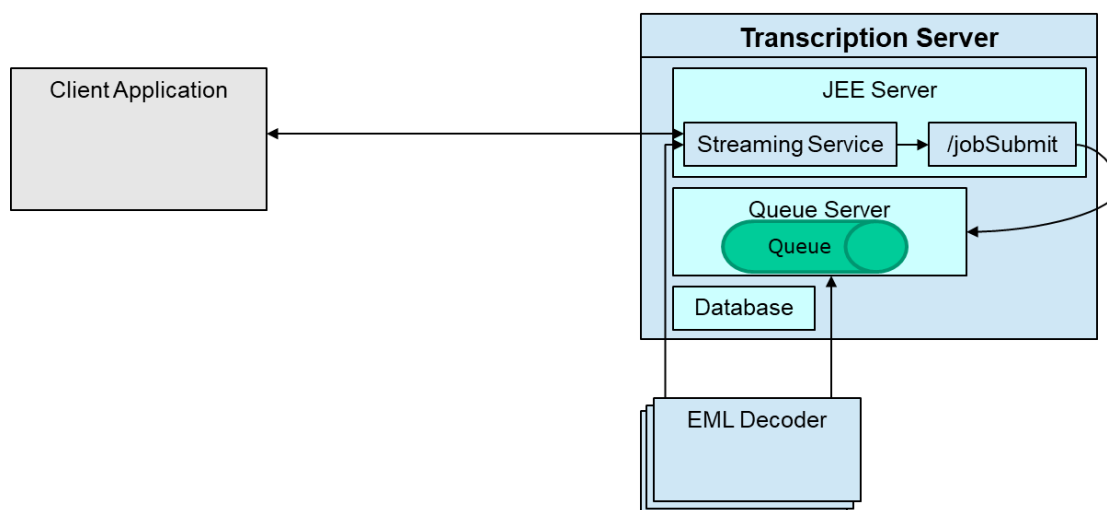 Transcription Server
Client Application
JEE Server
Streaming Service
/jobSubmit
Queue Server
Queue
Database
EML Decoder